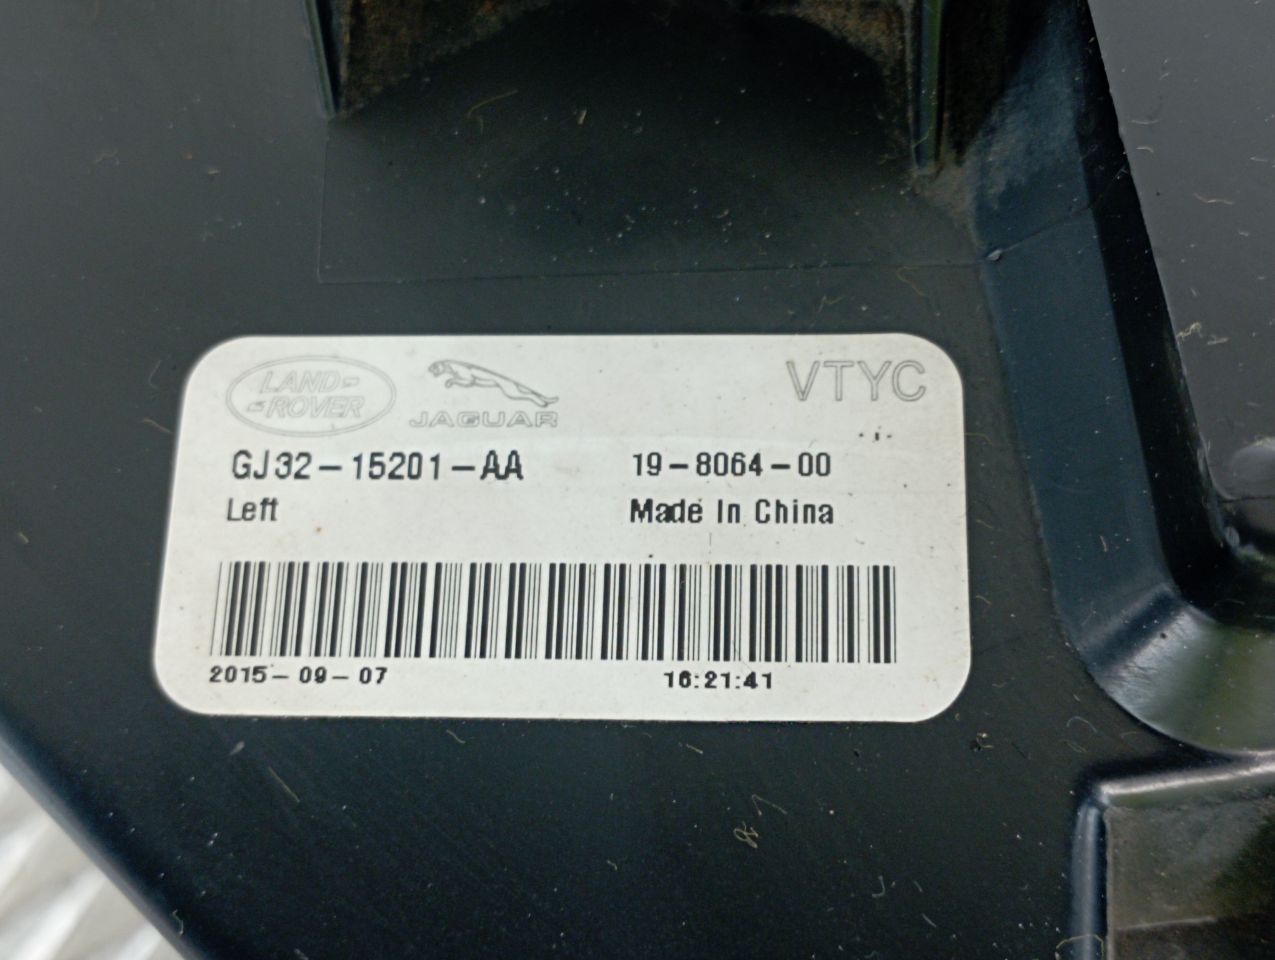 LAND-
ROVER
JAGUAR
VTYC
GJ32-15201-AA
19-8064-00
Left
Made In China
2015-09-07
16:21:41